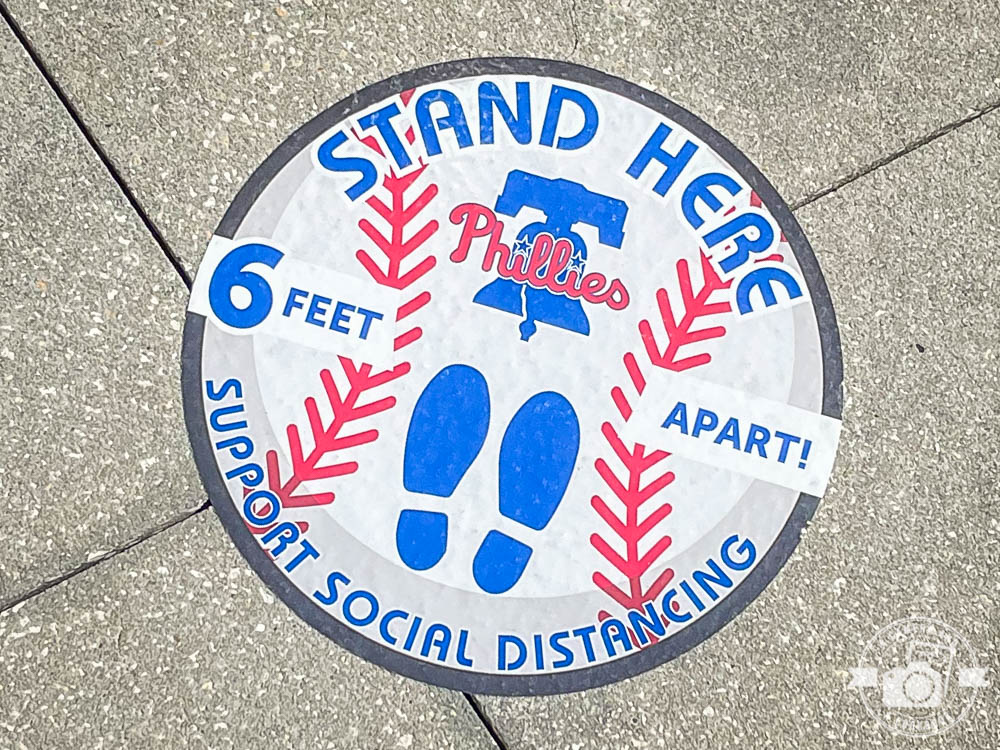 STAND HERE
Phillies
6 FEET
APART!
SUPPORT SOCIAL DISTANCING